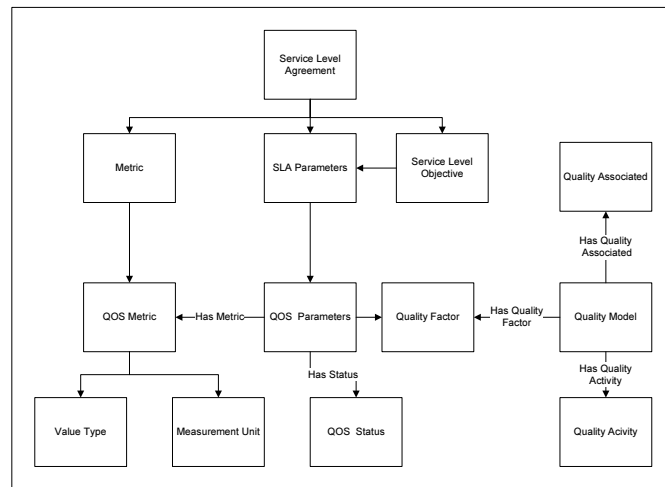 Service Level
Agreement
Metric
SLA Parameters
Service Level
Objective
Quality Associated
Has Quality
Associated
QOS Metric
Has Metric
QOS Parameters
Quality Factor
Has Quality
Factor
Quality Model
Has Status
Has Quality
Activity
Value Type
Measurement Unit
QOS Status
Quality Acivity